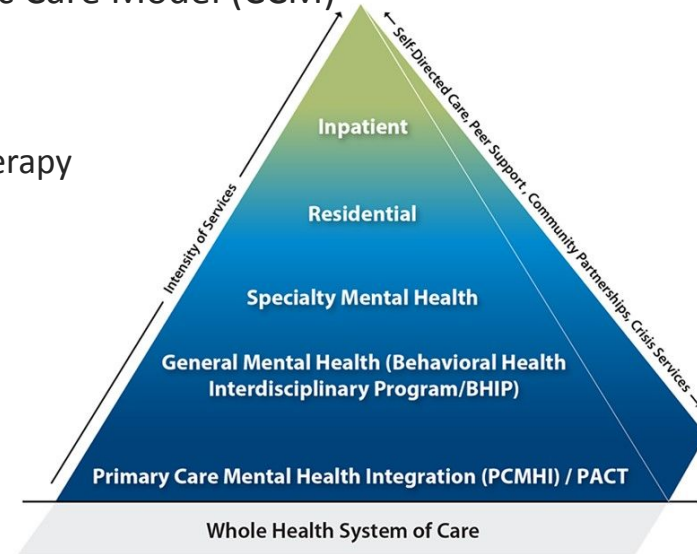 Care Model (CCM)
Self-Directed Care, Peer Support, Community Partnerships, Crisis Services
Inpatient
erapy
Intensity of Services
Residential
Specialty Mental Health
General Mental Health (Behavioral Health
Interdisciplinary Program/BHIP)
Primary Care Mental Health Integration (PCMHI) / PACT
Whole Health System of Care